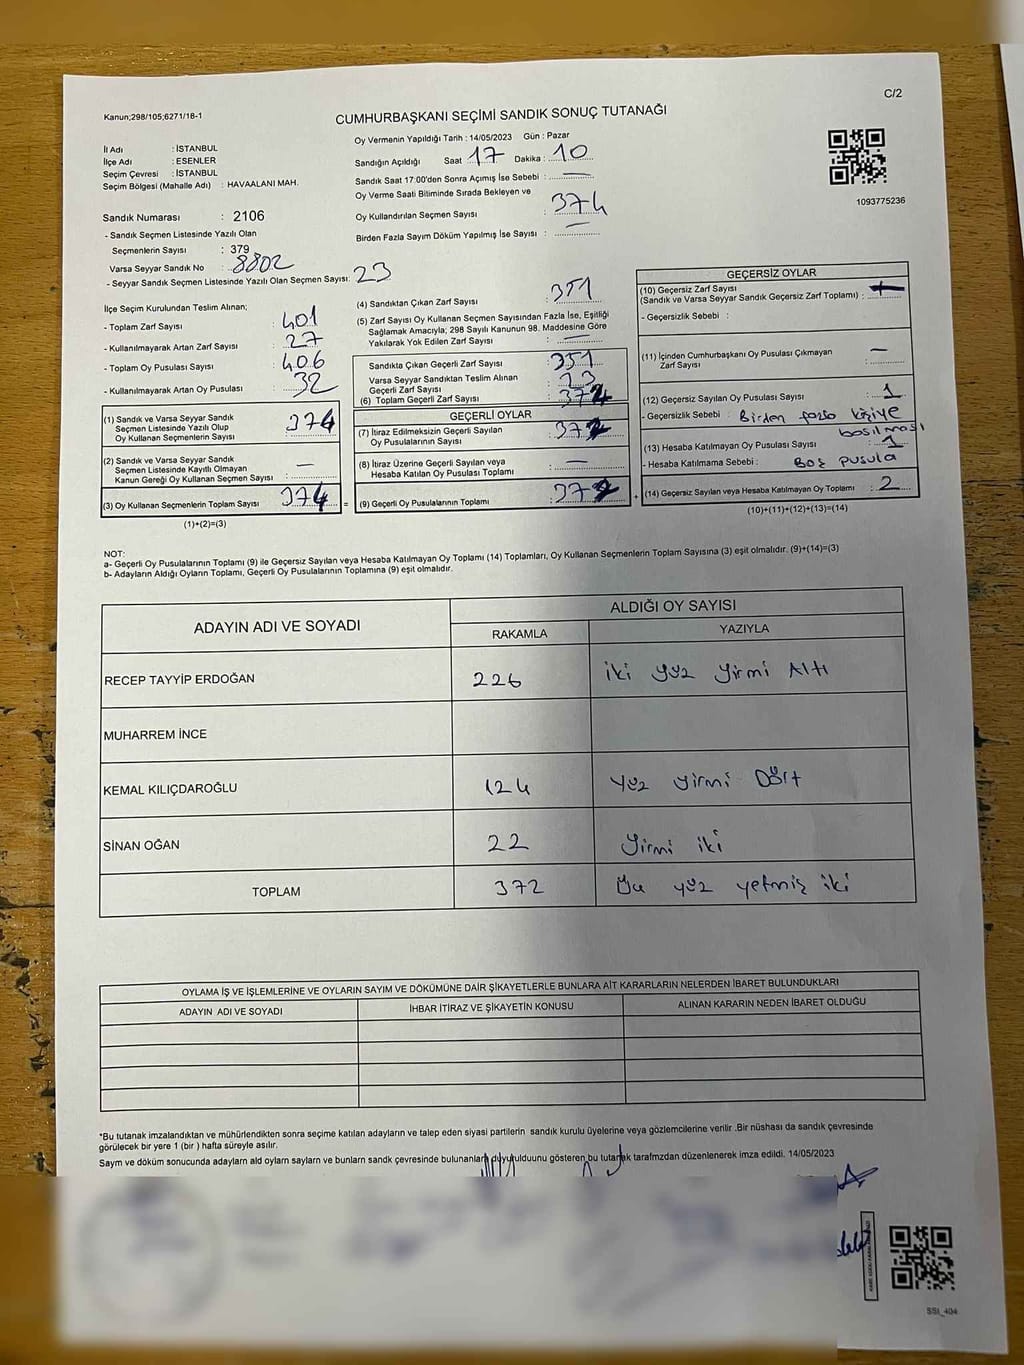 C/2
Kanun;298/105;6271/18-1
CUMHURBAŞKANI SEÇİMİ SANDIK SONUÇ TUTANAĞI
İl Adı : İSTANBUL
İlçe Adı : ESENLER
Seçim Çevresi : İSTANBUL
Seçim Bölgesi (Mahalle Adı) : HAVAALANI MAH.
Sandık Numarası : 2106
- Sandık Seçmen Listesinde Yazılı Olan
Seçmenlerin Sayısı : 379
Varsa Seyyar Sandık No : 8802
- Seyyar Sandık Seçmen Listesinde Yazılı Olan Seçmen Sayısı: 23
Oy Vermenin Yapıldığı Tarih : 14/05/2023 Gün : Pazar
Sandığın Açıldığı Saat 17 Dakika : 10
Sandık Saat 17:00'den Sonra Açımış İse Sebebi : —
Oy Verme Saati Bitiminde Sırada Bekleyen ve
Oy Kullandırılan Seçmen Sayısı : 374
Birden Fazla Sayım Döküm Yapılmış İse Sayısı : —
1093775236
İlçe Seçim Kurulundan Teslim Alınan;
- Toplam Zarf Sayısı : 401
- Kullanılmayarak Artan Zarf Sayısı : 27
- Toplam Oy Pusulası Sayısı : 406
- Kullanılmayarak Artan Oy Pusulası : 32
(1) Sandık ve Varsa Seyyar Sandık
Seçmen Listesinde Yazılı Olup
Oy Kullanan Seçmenlerin Sayısı : 374
(2) Sandık ve Varsa Seyyar Sandık
Seçmen Listesinde Kayıtlı Olmayan
Kanun Gereği Oy Kullanan Seçmen Sayısı : —
(3) Oy Kullanan Seçmenlerin Toplam Sayısı : 374 =
(1)+(2)=(3)
(4) Sandıktan Çıkan Zarf Sayısı : 351
(5) Zarf Sayısı Oy Kullanan Seçmen Sayısından Fazla İse, Eşitliği
Sağlamak Amacıyla; 298 Sayılı Kanunun 98. Maddesine Göre
Yakılarak Yok Edilen Zarf Sayısı : —
Sandıkta Çıkan Geçerli Zarf Sayısı : 351
Varsa Seyyar Sandıktan Teslim Alınan
Geçerli Zarf Sayısı : 23
(6) Toplam Geçerli Zarf Sayısı : 374
GEÇERLİ OYLAR
(7) İtiraz Edilmeksizin Geçerli Sayılan
Oy Pusulalarının Sayısı : 372
(8) İtiraz Üzerine Geçerli Sayılan veya
Hesaba Katılan Oy Pusulası Toplamı : —
(9) Geçerli Oy Pusulalarının Toplamı : 372 +
GEÇERSİZ OYLAR
(10) Geçersiz Zarf Sayısı
(Sandık ve Varsa Seyyar Sandık Geçersiz Zarf Toplamı) : —
- Geçersizlik Sebebi :
(11) İçinden Cumhurbaşkanı Oy Pusulası Çıkmayan
Zarf Sayısı : —
(12) Geçersiz Sayılan Oy Pusulası Sayısı : 1
- Geçersizlik Sebebi : Birden fazla kişiye
basılması
(13) Hesaba Katılmayan Oy Pusulası Sayısı : 1
- Hesaba Katılmama Sebebi : Boş pusula
(14) Geçersiz Sayılan veya Hesaba Katılmayan Oy Toplamı : 2
(10)+(11)+(12)+(13)=(14)
NOT:
a- Geçerli Oy Pusulalarının Toplamı (9) ile Geçersiz Sayılan veya Hesaba Katılmayan Oy Toplamı (14) Toplamları, Oy Kullanan Seçmenlerin Toplam Sayısına (3) eşit olmalıdır. (9)+(14)=(3)
b- Adayların Aldığı Oyların Toplamı, Geçerli Oy Pusulalarının Toplamına (9) eşit olmalıdır.
ADAYIN ADI VE SOYADI
ALDIĞI OY SAYISI
RAKAMLA YAZIYLA
RECEP TAYYİP ERDOĞAN 226 iki yüz yirmi Altı
MUHARREM İNCE
KEMAL KILIÇDAROĞLU 124 yüz yirmi Dört
SİNAN OĞAN 22 yirmi iki
TOPLAM 372 Üç yüz yetmiş iki
OYLAMA İŞ VE İŞLEMLERİNE VE OYLARIN SAYIM VE DÖKÜMÜNE DAİR ŞİKAYETLERLE BUNLARA AİT KARARLARIN NELERDEN İBARET BULUNDUKLARI
ADAYIN ADI VE SOYADI İHBAR İTİRAZ VE ŞİKAYETİN KONUSU ALINAN KARARIN NEDEN İBARET OLDUĞU
*Bu tutanak imzalandıktan ve mühürlendikten sonra seçime katılan adayların ve talep eden siyasi partilerin sandık kurulu üyelerine veya gözlemcilerine verilir .Bir nüshası da sandık çevresinde
görülecek bir yere 1 (bir ) hafta süreyle asılır.
Sayım ve döküm sonucunda adayların ald oyların sayları ve bunların sandk çevresinde bulunanlara duyurulduunu gösteren bu tutanak tarafımzdan düzenlenerek imza edildi. 14/05/2023
SSI_404